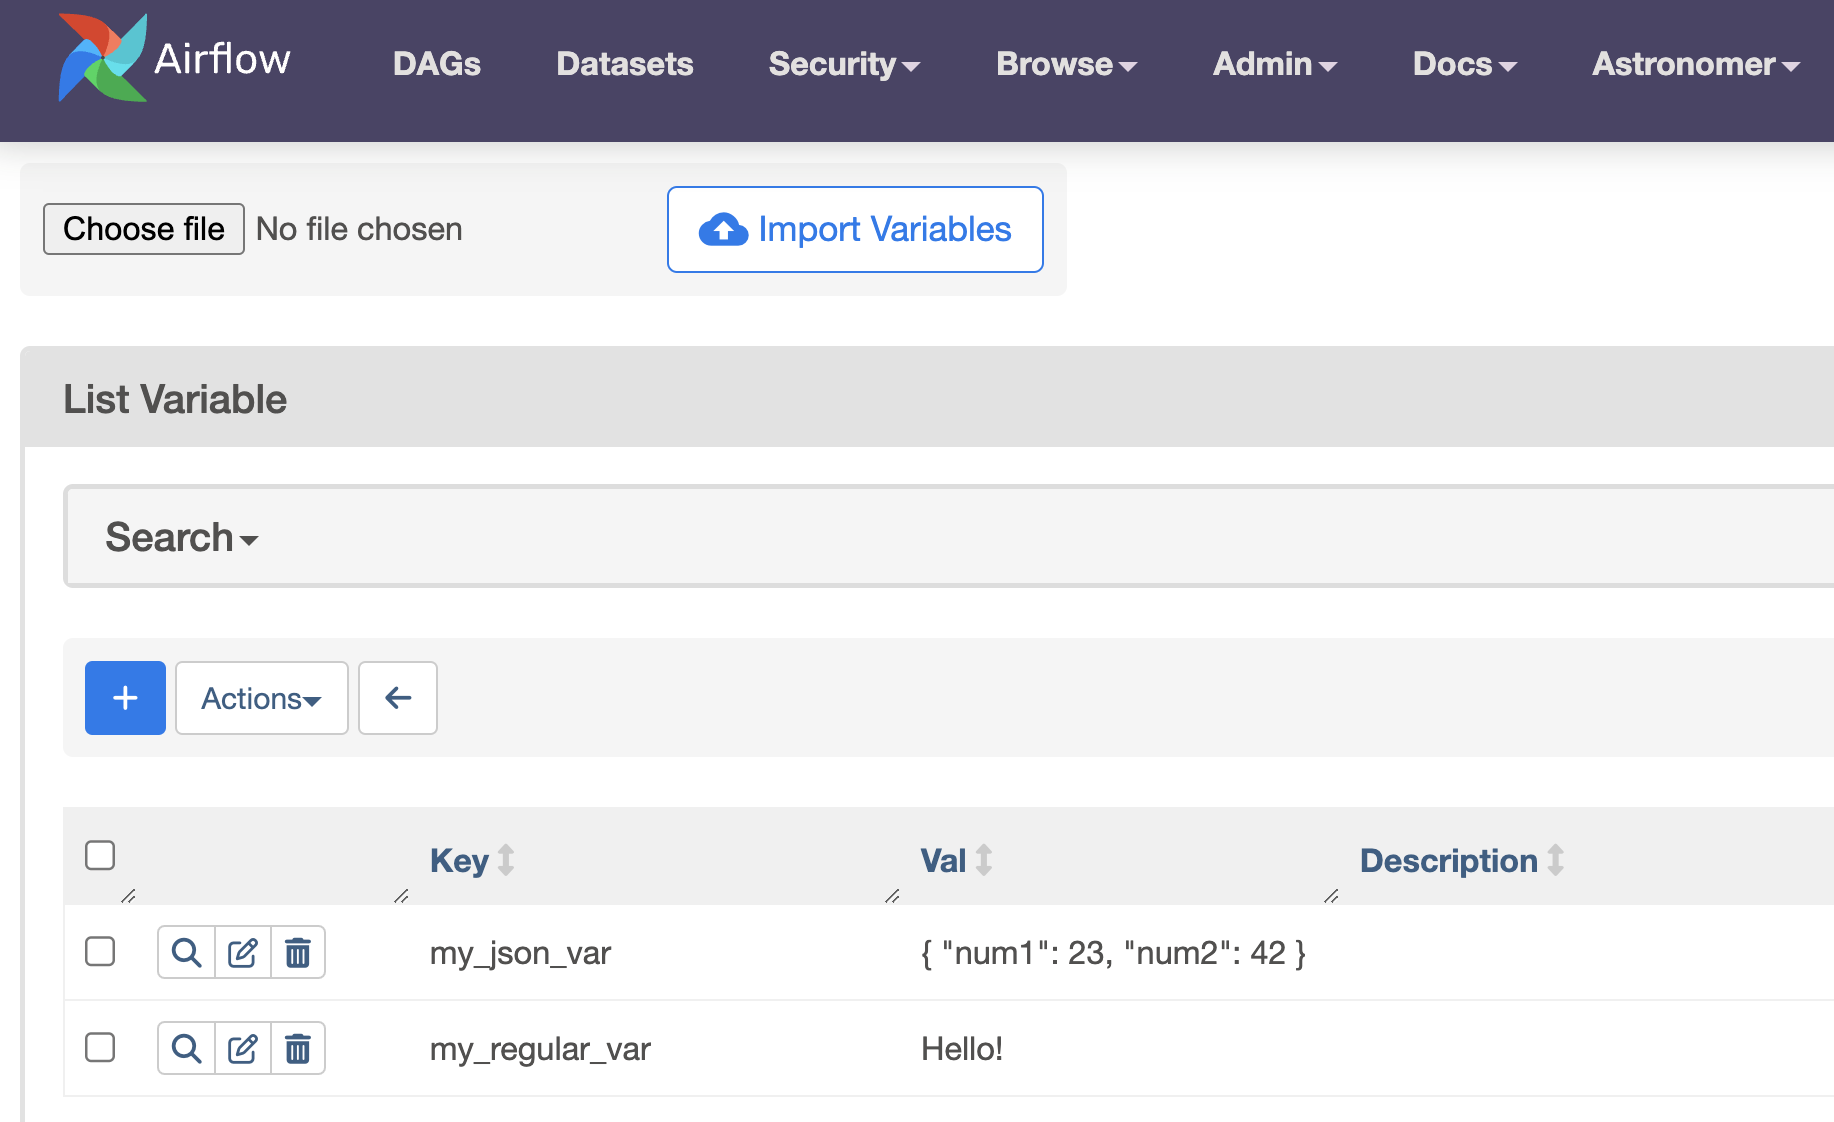 Airflow DAGs Datasets Security Browse Admin Docs Astronomer
Choose file No file chosen Import Variables
List Variable
Search
+ Actions
Key Val Description
my_json_var { "num1": 23, "num2": 42 }
my_regular_var Hello!